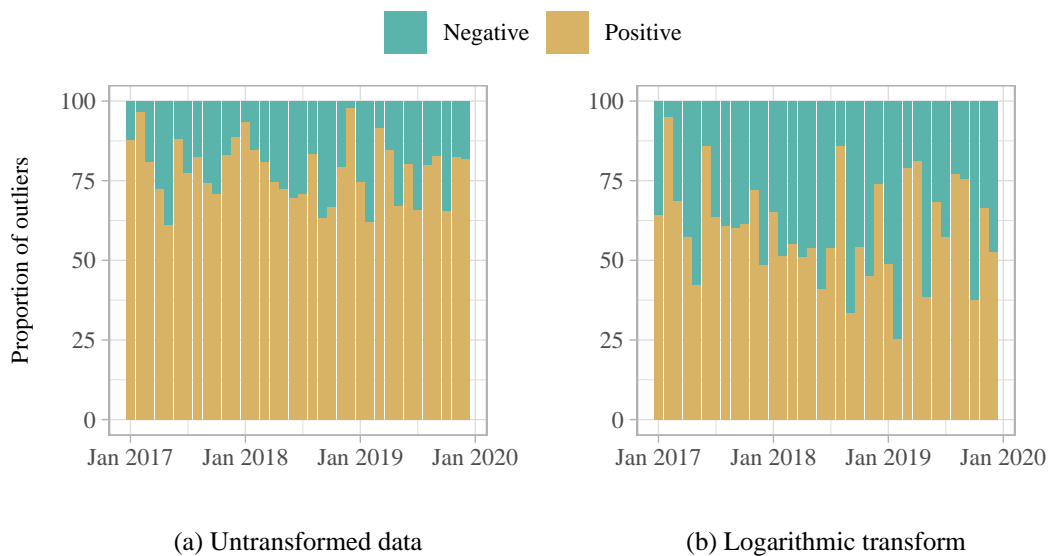 Negative Positive
Proportion of outliers
100
75
50
25
0
Jan 2017 Jan 2018 Jan 2019 Jan 2020
(a) Untransformed data
100
75
50
25
0
Jan 2017 Jan 2018 Jan 2019 Jan 2020
(b) Logarithmic transform